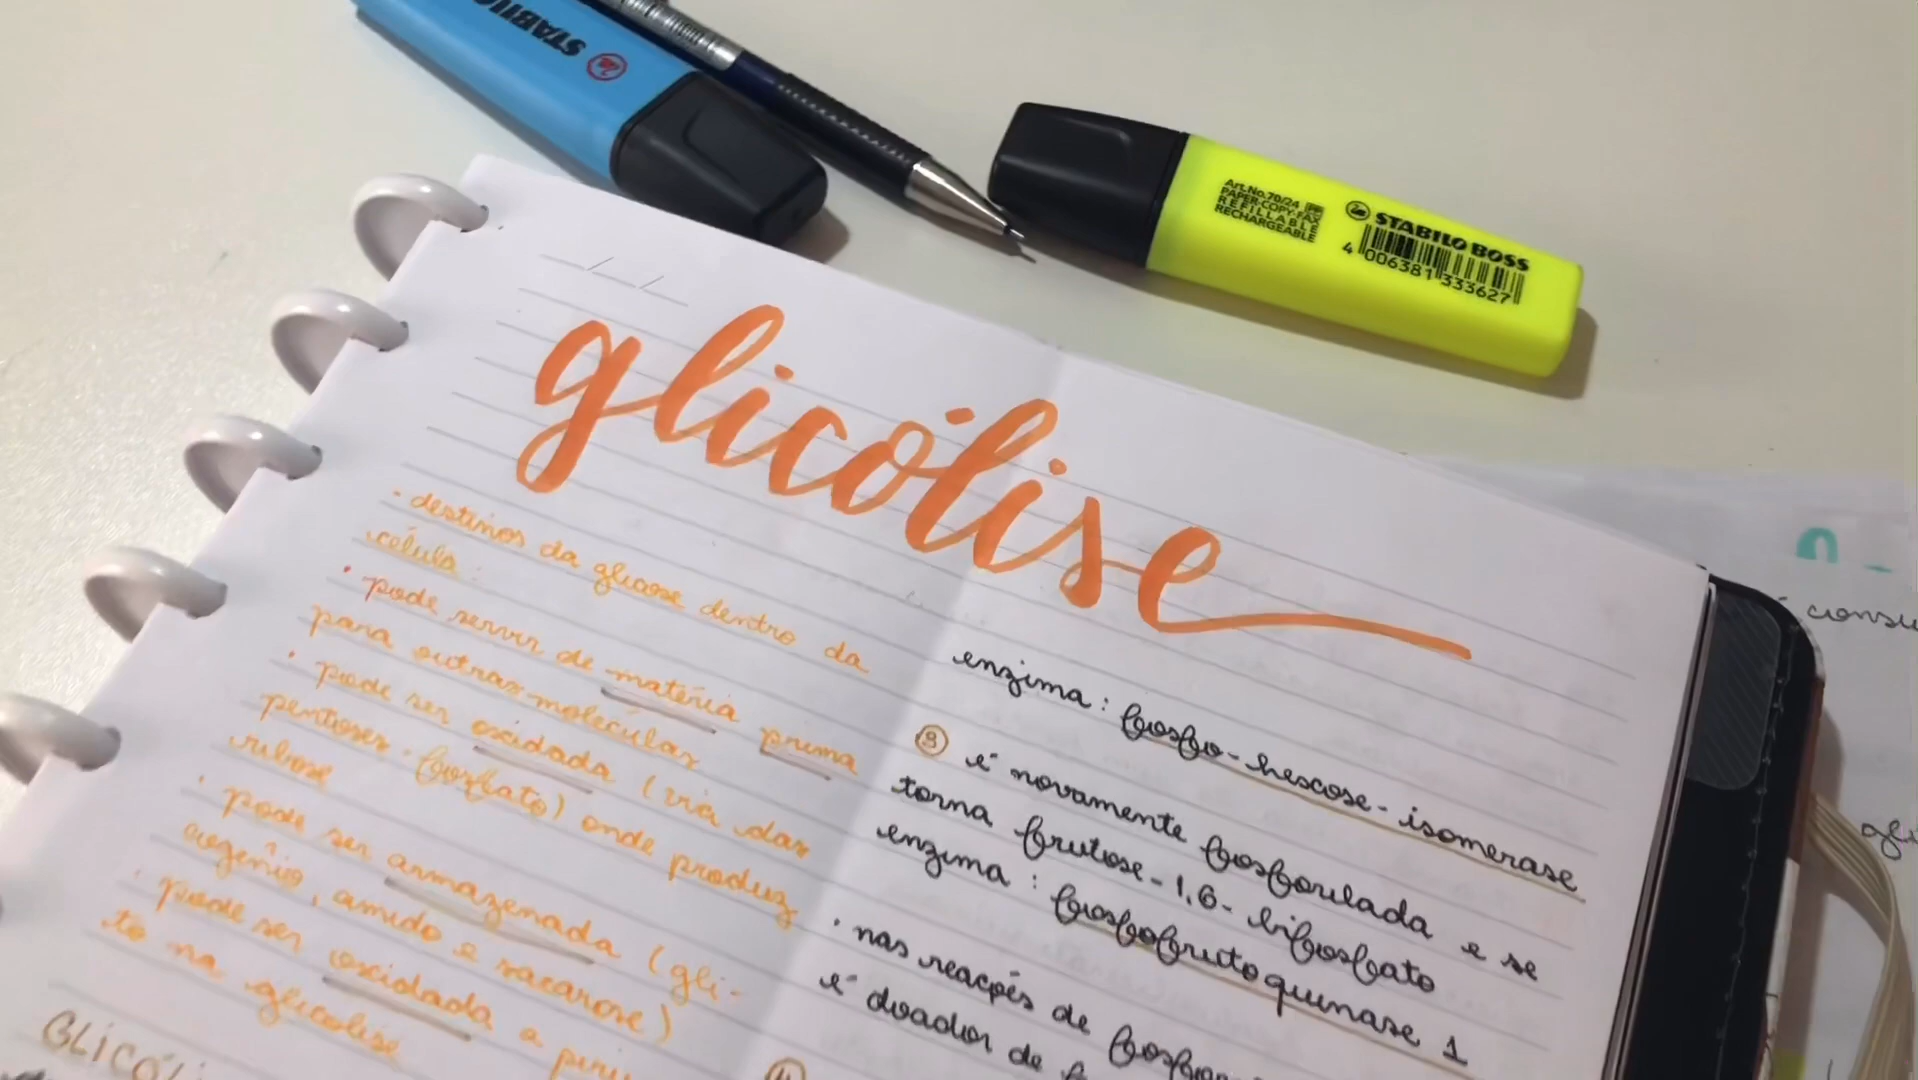 STABILO
Art.No.70/24
PAPER-COPY-FAX
REFILLABLE
RECHARGEABLE
STABILO BOSS
4 006381 333627
glicólise
· destinos da glicose dentro da
célula:
· pode servir de matéria prima
para outras moléculas
· pode ser oxidada (via das
pentoses-fosfato) onde produz
ribose
· pode ser armazenada (gli-
cogênio, amido e sacarose)
· pode ser oxidada a piru
to na glicólise
GLICÓLI
enzima: fosfo-hexose-isomerase
③ é novamente fosforilada e se
torna frutose-1,6-bifosfato
enzima: fosfofrutoquinase 1
· nas reações de
é doador de
④
consu